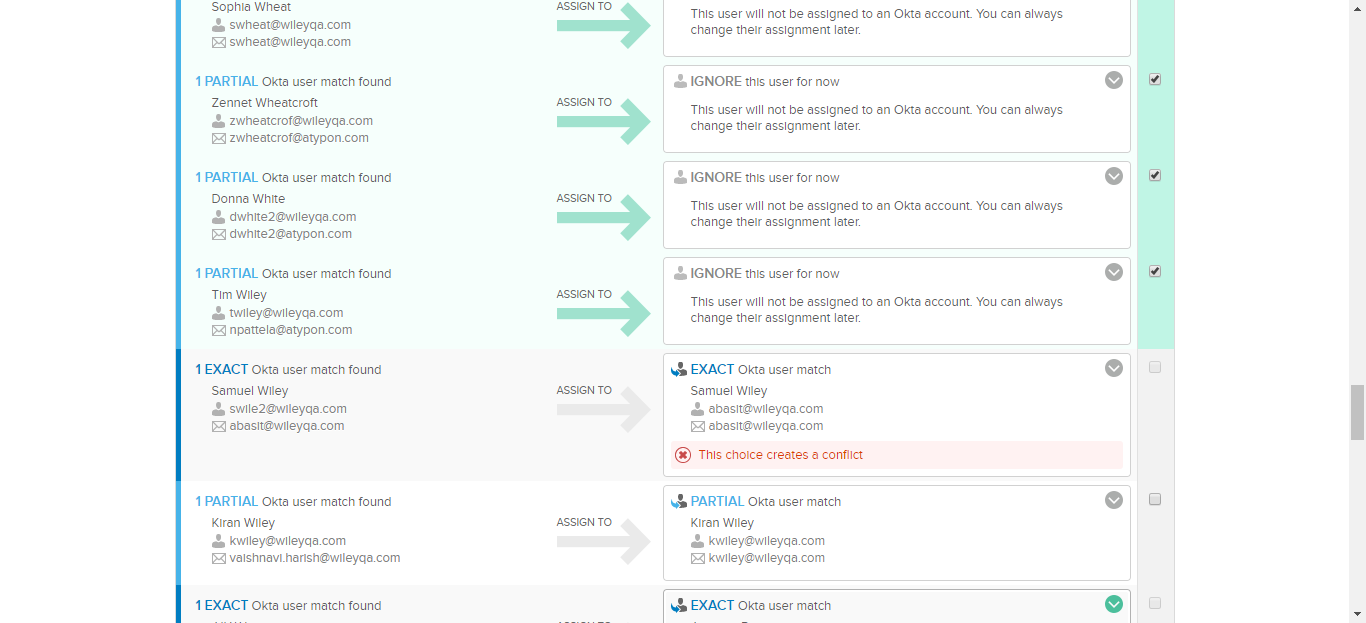 Sophia Wheat
swheat@wileyqa.com
swheat@wileyqa.com
ASSIGN TO
This user will not be assigned to an Okta account. You can always
change their assignment later.
1 PARTIAL Okta user match found
Zennet Wheatcroft
zwheatcrof@wileyqa.com
zwheatcrof@atypon.com
ASSIGN TO
IGNORE this user for now
This user will not be assigned to an Okta account. You can always
change their assignment later.
1 PARTIAL Okta user match found
Donna White
dwhite2@wileyqa.com
dwhite2@atypon.com
ASSIGN TO
IGNORE this user for now
This user will not be assigned to an Okta account. You can always
change their assignment later.
1 PARTIAL Okta user match found
Tim Wiley
twiley@wileyqa.com
npattela@atypon.com
ASSIGN TO
IGNORE this user for now
This user will not be assigned to an Okta account. You can always
change their assignment later.
1 EXACT Okta user match found
Samuel Wiley
swile2@wileyqa.com
abasit@wileyqa.com
ASSIGN TO
EXACT Okta user match
Samuel Wiley
abasit@wileyqa.com
abasit@wileyqa.com
This choice creates a conflict
1 PARTIAL Okta user match found
Kiran Wiley
kwiley@wileyqa.com
vaishnavi.harish@wileyqa.com
ASSIGN TO
PARTIAL Okta user match
Kiran Wiley
kwiley@wileyqa.com
kwiley@wileyqa.com
1 EXACT Okta user match found
EXACT Okta user match